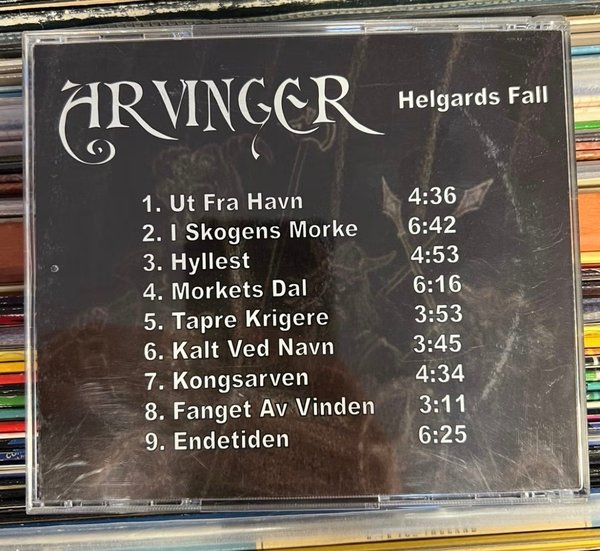 ARVINGER
Helgards Fall
1. Ut Fra Havn 4:36
2. I Skogens Morke 6:42
3. Hyllest 4:53
4. Morkets Dal 6:16
5. Tapre Krigere 3:53
6. Kalt Ved Navn 3:45
7. Kongsarven 4:34
8. Fanget Av Vinden 3:11
9. Endetiden 6:25